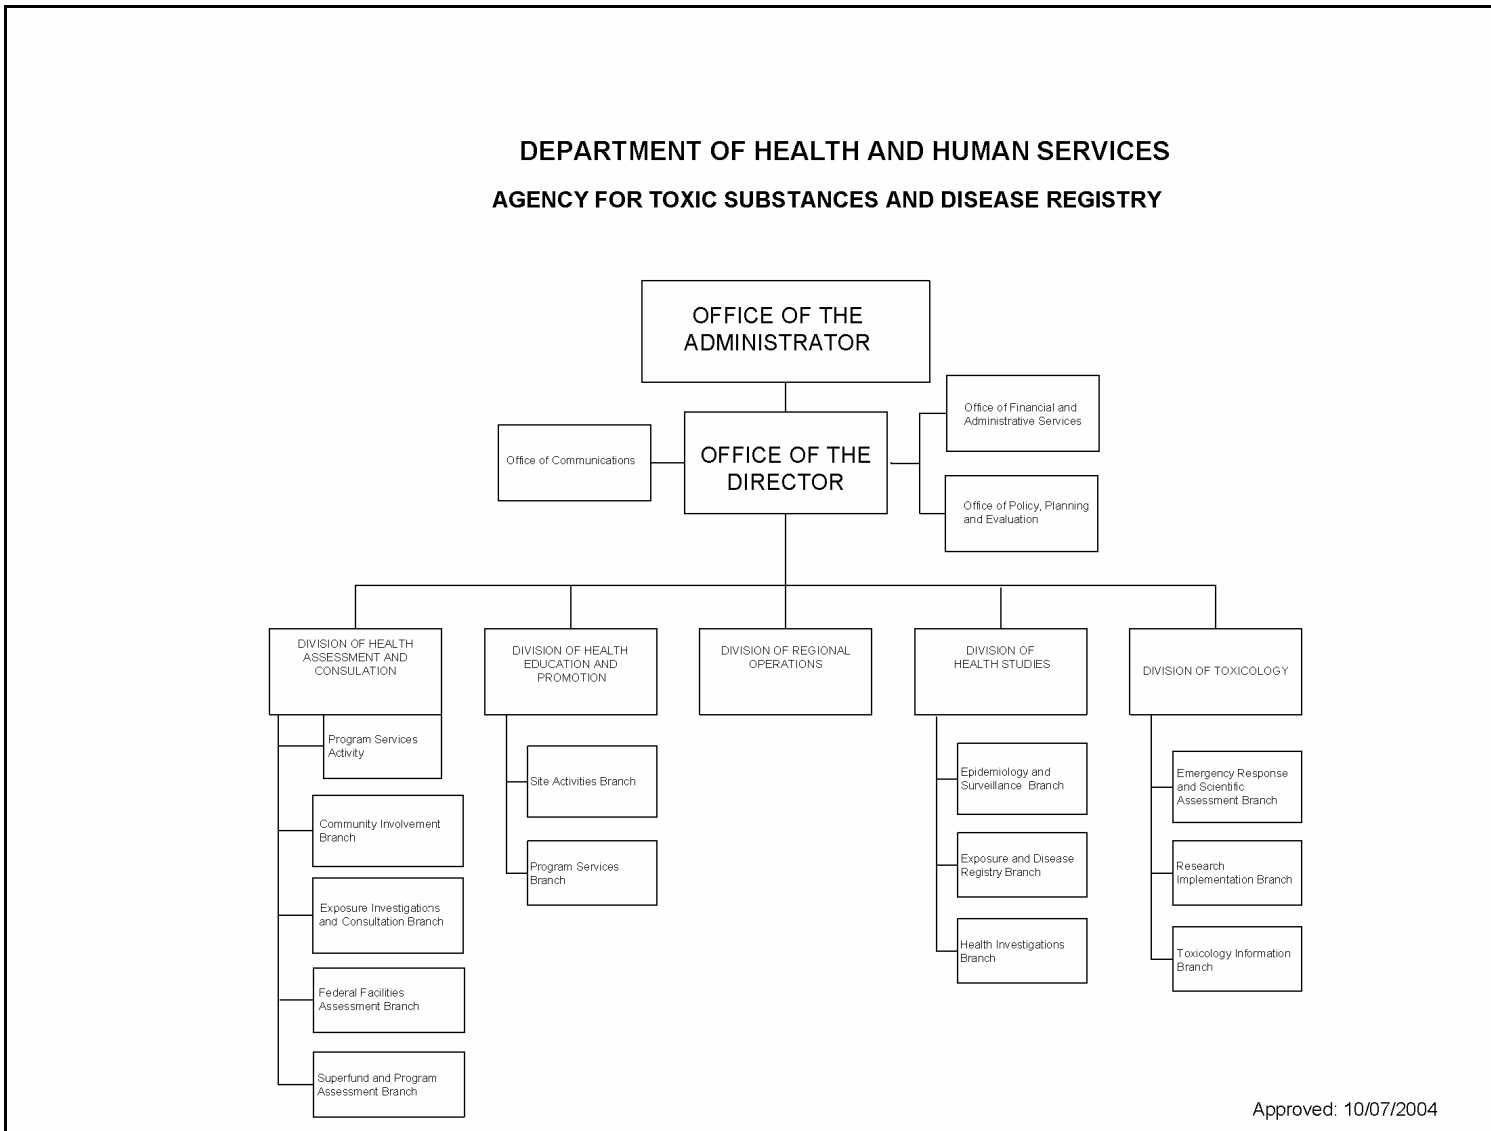 DEPARTMENT OF HEALTH AND HUMAN SERVICES
AGENCY FOR TOXIC SUBSTANCES AND DISEASE REGISTRY
OFFICE OF THE
ADMINISTRATOR
Office of Financial and
Administrative Services
Office of Communications
OFFICE OF THE
DIRECTOR
Office of Policy, Planning
and Evaluation
DIVISION OF HEALTH
ASSESSMENT AND
CONSULATION
DIVISION OF HEALTH
EDUCATION AND
PROMOTION
DIVISION OF REGIONAL
OPERATIONS
DIVISION OF
HEALTH STUDIES
DIVISION OF TOXICOLOGY
Program Services
Activity
Community Involvement
Branch
Exposure Investigations
and Consultation Branch
Federal Facilities
Assessment Branch
Superfund and Program
Assessment Branch
Site Activities Branch
Program Services
Branch
Epidemiology and
Surveillance Branch
Exposure and Disease
Registry Branch
Health Investigations
Branch
Emergency Response
and Scientific
Assessment Branch
Research
Implementation Branch
Toxicology Information
Branch
Approved: 10/07/2004